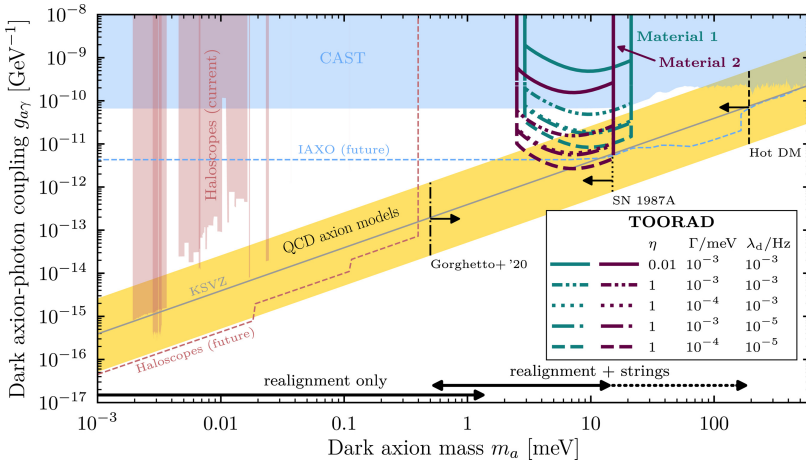 Dark axion-photon coupling g_{aγ} [GeV⁻¹]
10⁻⁸
10⁻⁹
10⁻¹⁰
10⁻¹¹
10⁻¹²
10⁻¹³
10⁻¹⁴
10⁻¹⁵
10⁻¹⁶
10⁻¹⁷
CAST
Material 1
Material 2
Haloscopes (current)
IAXO (future)
Hot DM
SN 1987A
QCD axion models
KSVZ
Gorghetto+ '20
Haloscopes (future)
TOORAD
η Γ/meV λ_d/Hz
0.01 10⁻³ 10⁻³
1 10⁻³ 10⁻³
1 10⁻⁴ 10⁻³
1 10⁻³ 10⁻⁵
1 10⁻⁴ 10⁻⁵
realignment only
realignment + strings
10⁻³ 0.01 0.1 1 10 100
Dark axion mass m_a [meV]